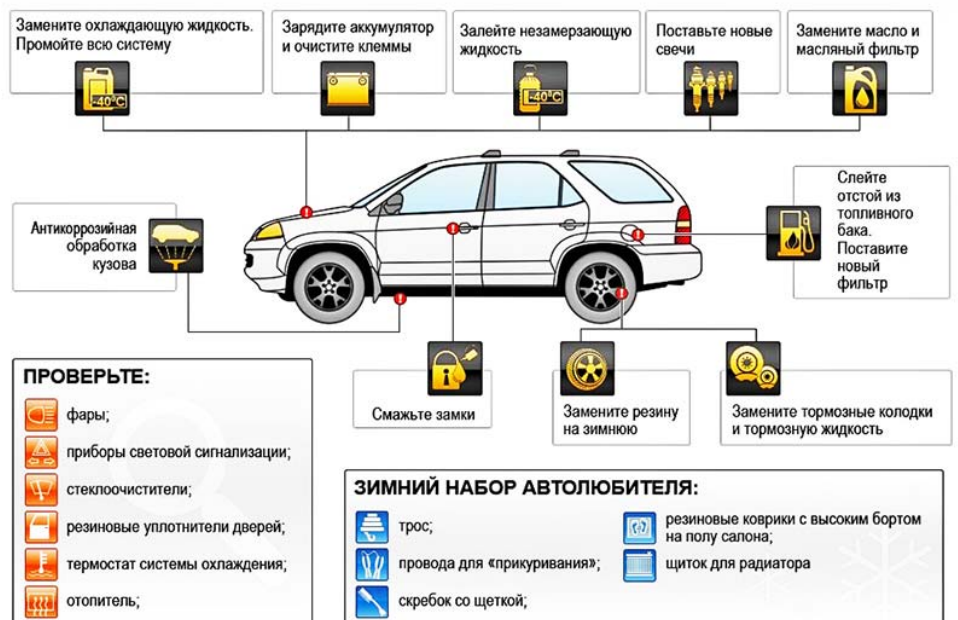 Замените охлаждающую жидкость.
Промойте всю систему
-40°C
Зарядите аккумулятор
и очистите клеммы
Залейте незамерзающую
жидкость
-40°C
Поставьте новые
свечи
Замените масло и
масляный фильтр
Антикоррозийная
обработка
кузова
Слейте
отстой из
топливного
бака.
Поставите
новый
фильтр
Смажьте замки
Замените резину
на зимнюю
Замените тормозные колодки
и тормозную жидкость
ПРОВЕРЬТЕ:
фары;
приборы световой сигнализации;
стеклоочистители;
резиновые уплотнители дверей;
термостат системы охлаждения;
отопитель;
ЗИМНИЙ НАБОР АВТОЛЮБИТЕЛЯ:
трос;
провода для «прикуривания»;
скребок со щеткой;
резиновые коврики с высоким бортом
на полу салона;
щиток для радиатора